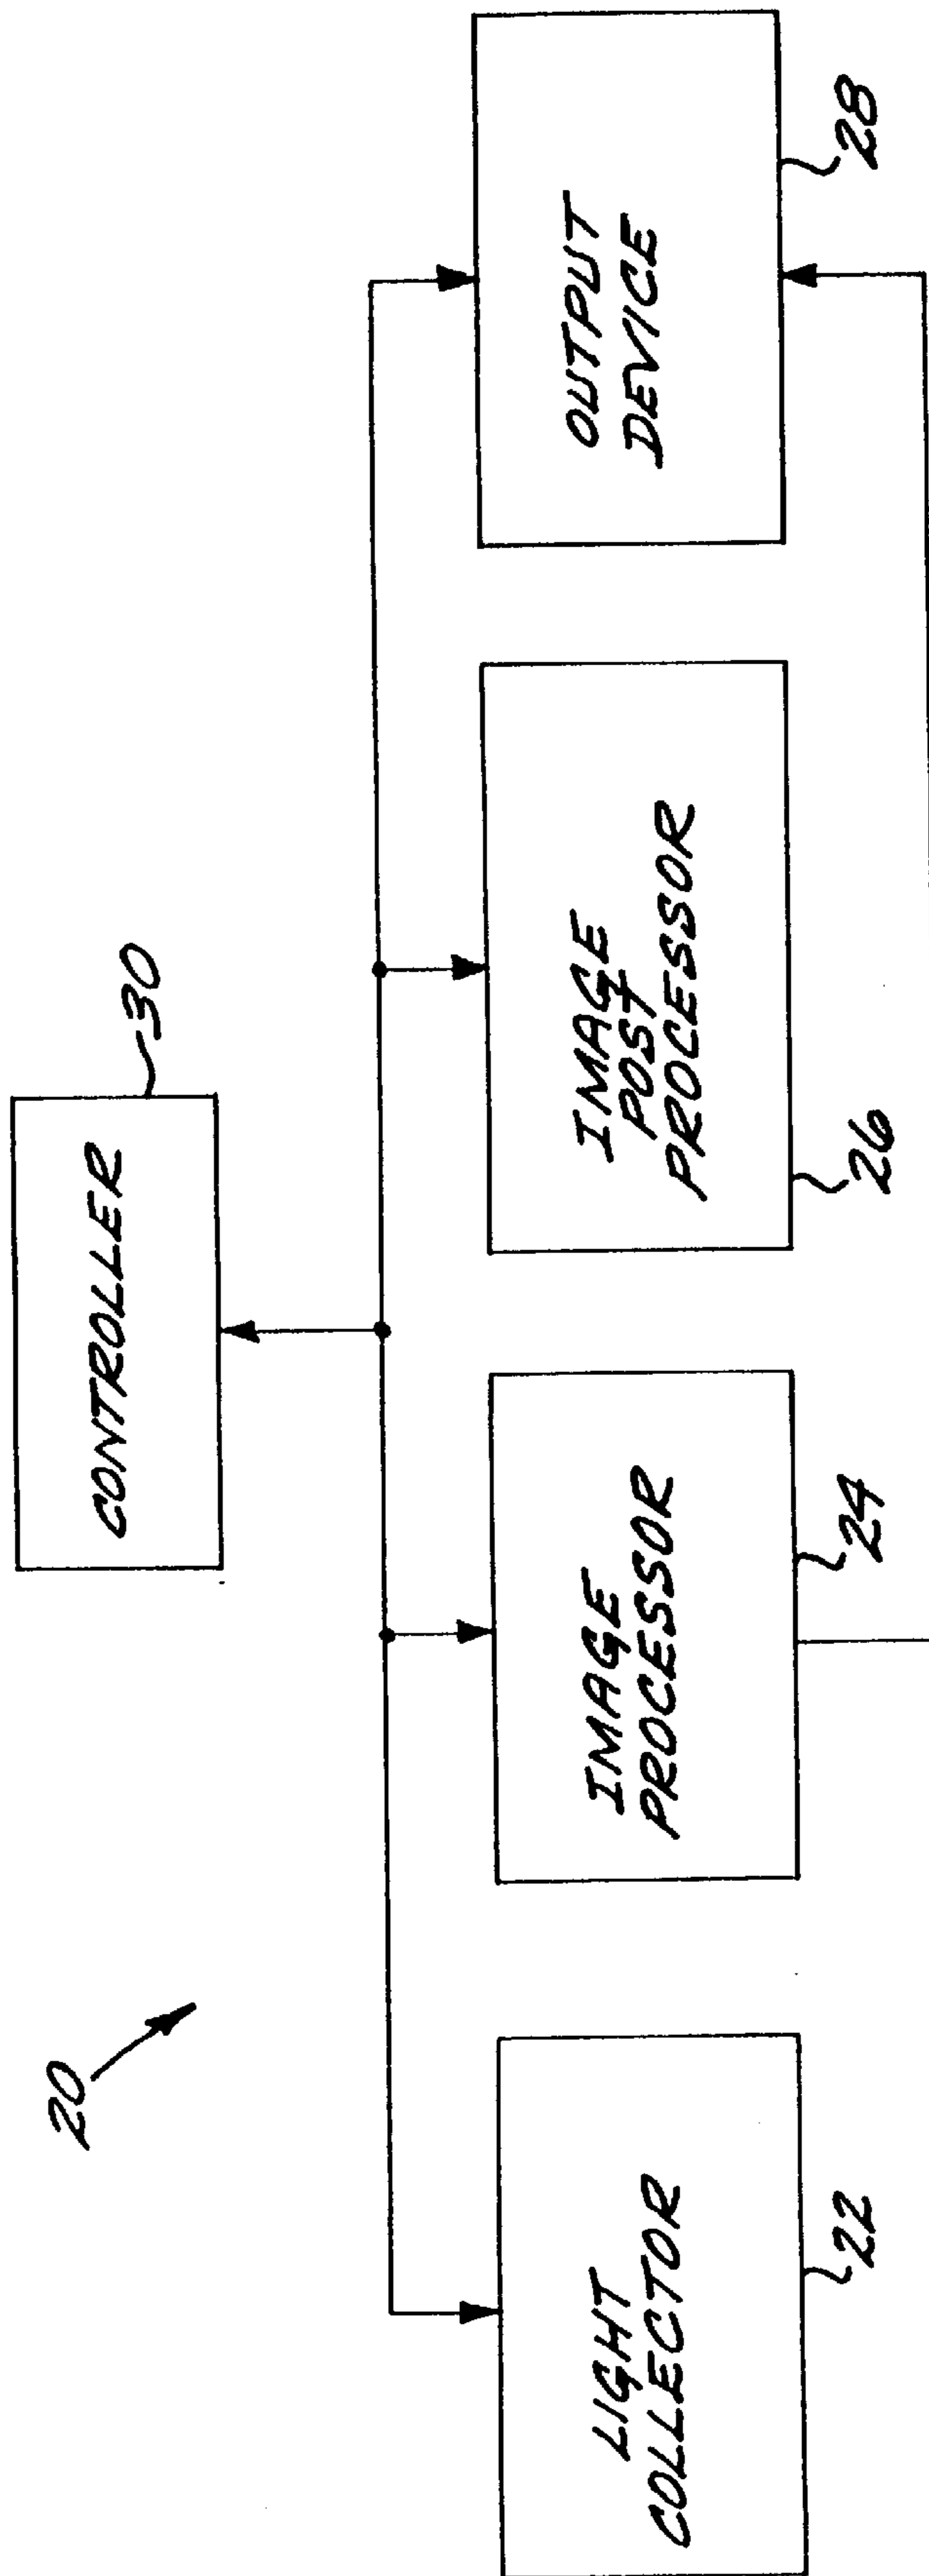 20
CONTROLLER
30
LIGHT
COLLECTOR
22
IMAGE
PROCESSOR
24
IMAGE
POST
PROCESSOR
26
OUTPUT
DEVICE
28